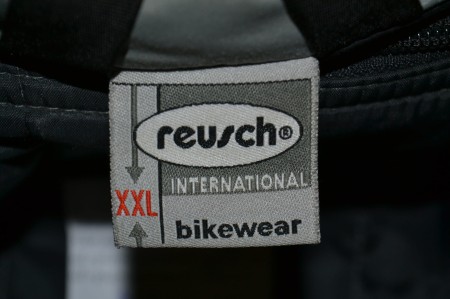 reusch®
INTERNATIONAL
XXL
bikewear